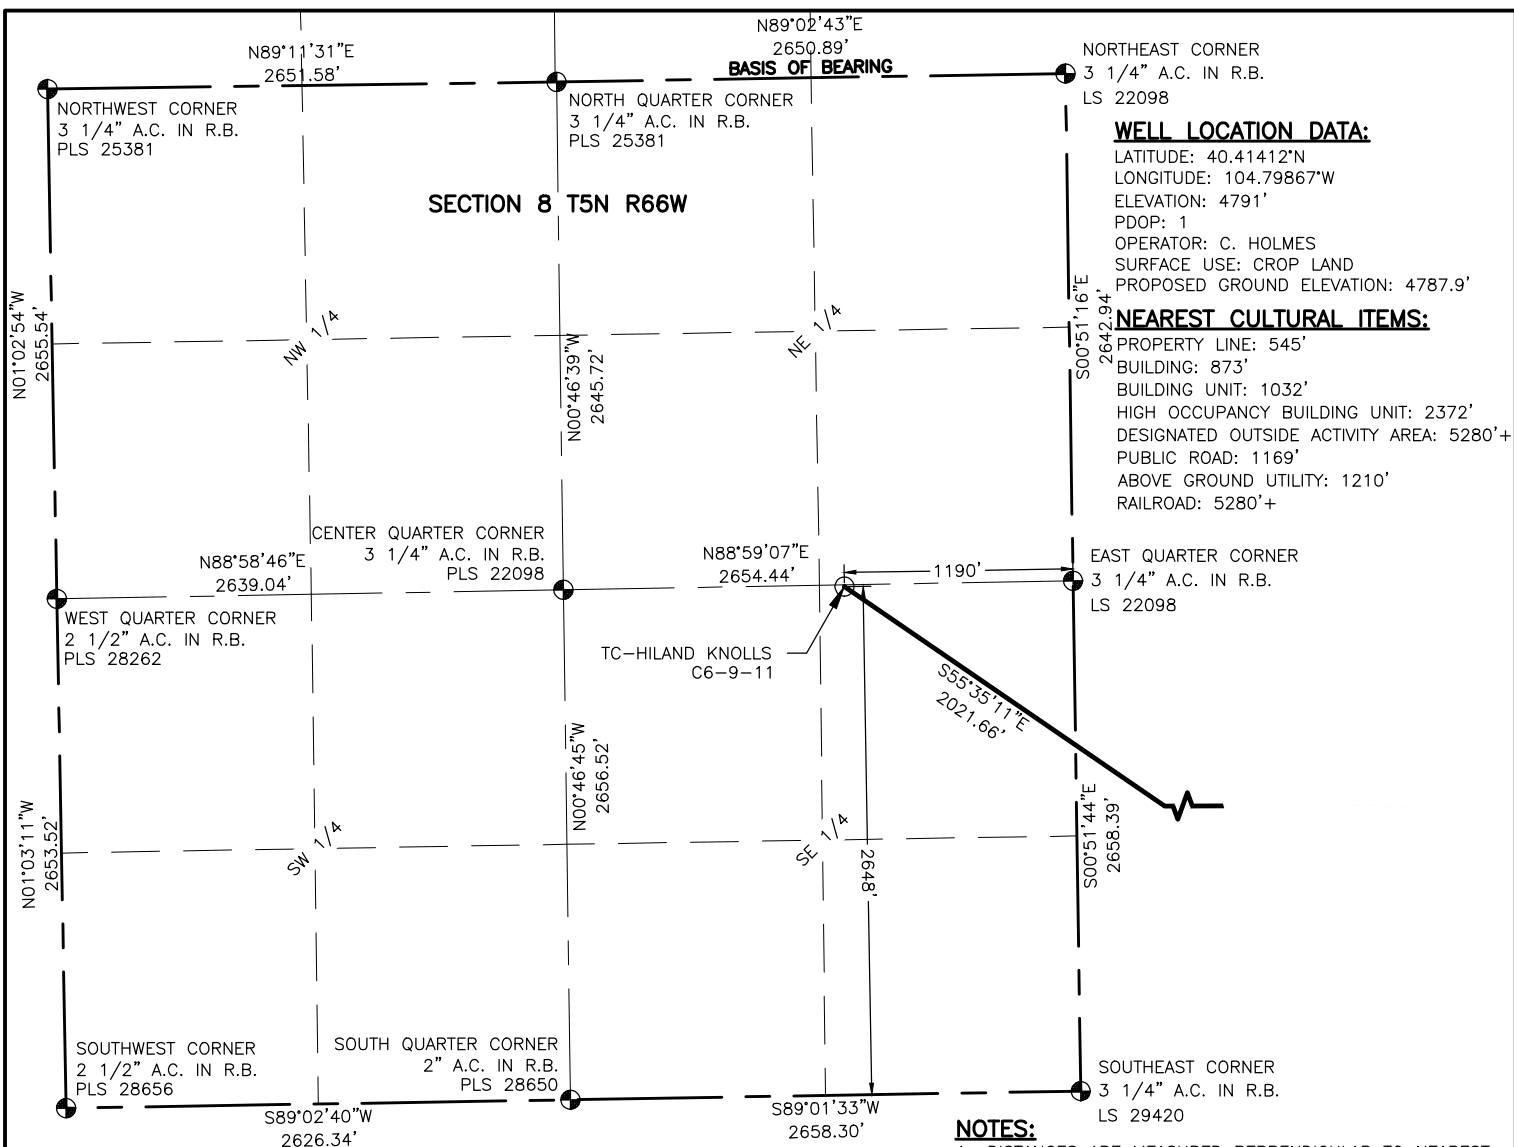 N89°11'31"E
2651.58'
N89°02'43"E
2650.89'
BASIS OF BEARING
NORTHEAST CORNER
3 1/4" A.C. IN R.B.
LS 22098
NORTHWEST CORNER
3 1/4" A.C. IN R.B.
PLS 25381
NORTH QUARTER CORNER
3 1/4" A.C. IN R.B.
PLS 25381
SECTION 8 T5N R66W
WELL LOCATION DATA:
LATITUDE: 40.41412°N
LONGITUDE: 104.79867°W
ELEVATION: 4791'
PDOP: 1
OPERATOR: C. HOLMES
SURFACE USE: CROP LAND
PROPOSED GROUND ELEVATION: 4787.9'
NEAREST CULTURAL ITEMS:
PROPERTY LINE: 545'
BUILDING: 873'
BUILDING UNIT: 1032'
HIGH OCCUPANCY BUILDING UNIT: 2372'
DESIGNATED OUTSIDE ACTIVITY AREA: 5280'+
PUBLIC ROAD: 1169'
ABOVE GROUND UTILITY: 1210'
RAILROAD: 5280'+
N01°02'54"W
2655.54'
NW 1/4
N00°46'39"W
2645.72'
NE 1/4
S00°51'16"E
2642.94'
CENTER QUARTER CORNER
3 1/4" A.C. IN R.B.
PLS 22098
N88°58'46"E
2639.04'
N88°59'07"E
2654.44'
1190'
EAST QUARTER CORNER
3 1/4" A.C. IN R.B.
LS 22098
WEST QUARTER CORNER
2 1/2" A.C. IN R.B.
PLS 28262
TC-HILAND KNOLLS
C6-9-11
S55°35'11"E
2021.66'
N01°03'11"W
2653.52'
SW 1/4
N00°46'45"W
2656.52'
SE 1/4
2648'
S00°51'44"E
2658.39'
SOUTHWEST CORNER
2 1/2" A.C. IN R.B.
PLS 28656
SOUTH QUARTER CORNER
2" A.C. IN R.B.
PLS 28650
SOUTHEAST CORNER
3 1/4" A.C. IN R.B.
LS 29420
S89°02'40"W
2626.34'
S89°01'33"W
2658.30'
NOTES:
DISTANCES ARE MEASURED PERPENDICULAR TO NEAREST